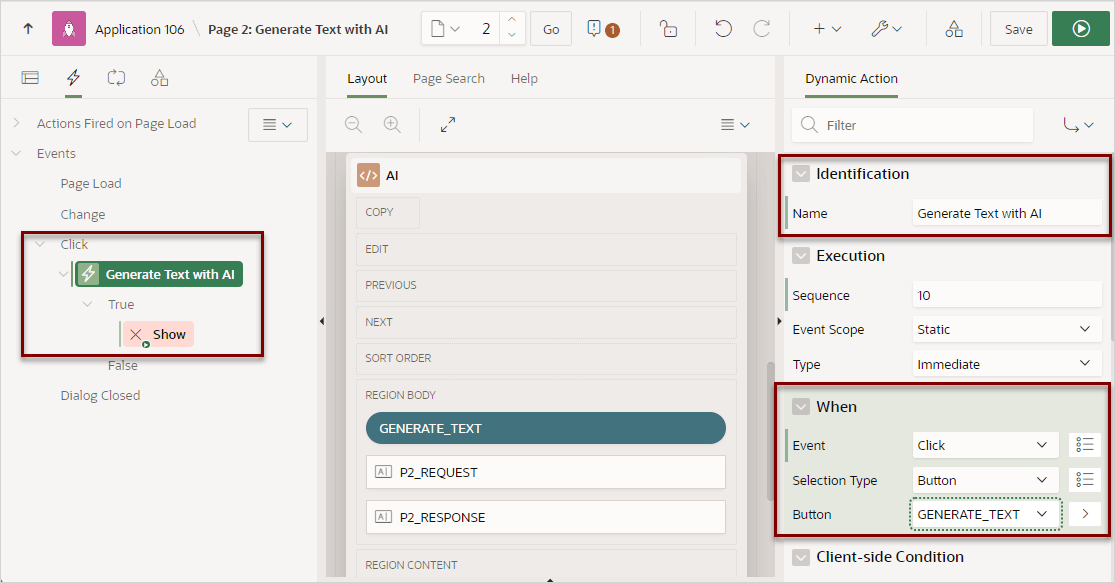 Application 106 \ Page 2: Generate Text with AI
2
Go
1
Save
Actions Fired on Page Load
Events
Page Load
Change
Click
Generate Text with AI
True
Show
False
Dialog Closed
Layout
Page Search
Help
AI
COPY
EDIT
PREVIOUS
NEXT
SORT ORDER
REGION BODY
GENERATE_TEXT
P2_REQUEST
P2_RESPONSE
REGION CONTENT
Dynamic Action
Filter
Identification
Name Generate Text with AI
Execution
Sequence 10
Event Scope Static
Type Immediate
When
Event Click
Selection Type Button
Button GENERATE_TEXT
Client-side Condition